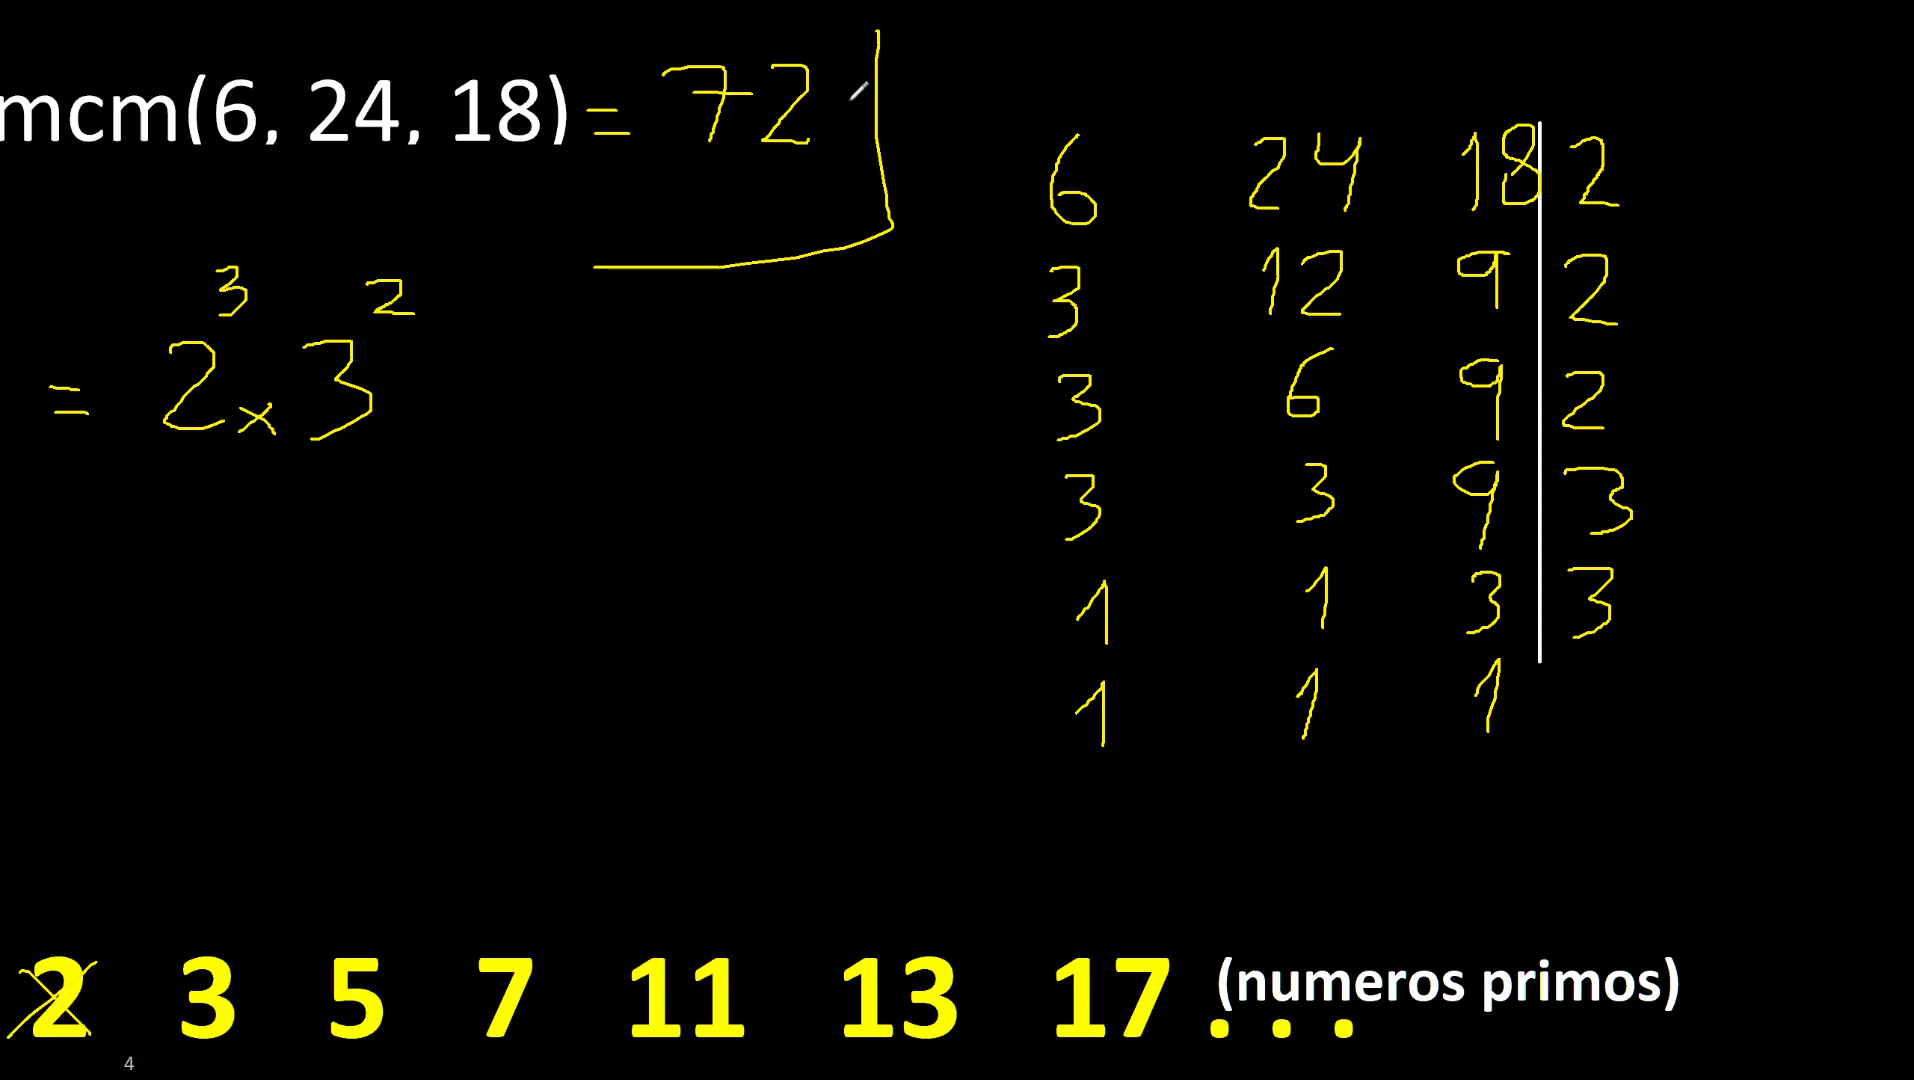 mcm(6, 24, 18) = 72
= 2³ x 3²
6 24 18 2
3 12 9 2
3 6 9 2
3 3 9 3
1 1 3 3
1 1 1
2 3 5 7 11 13 17 . . . (numeros primos)
4